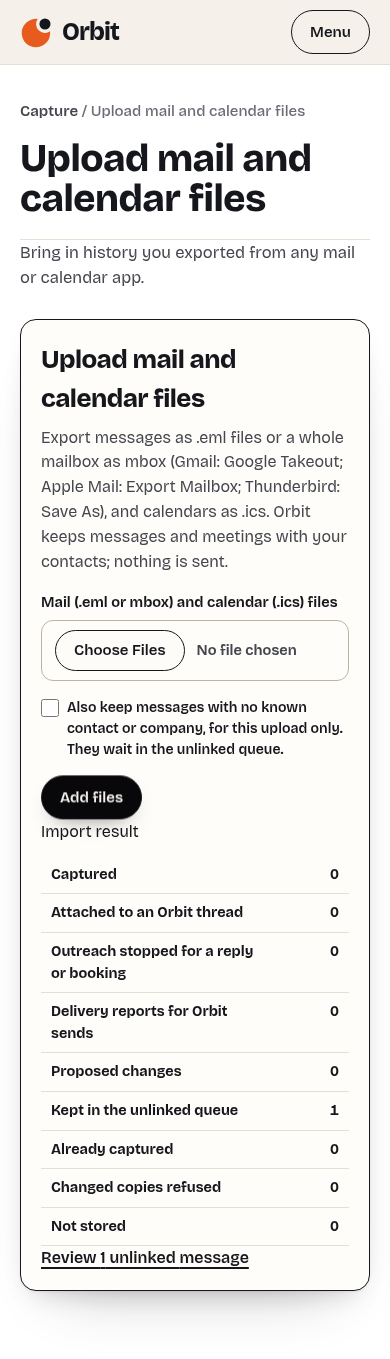 Orbit
Menu
Capture / Upload mail and calendar files
Upload mail and
calendar files
Bring in history you exported from any mail
or calendar app.
Upload mail and
calendar files
Export messages as .eml files or a whole
mailbox as mbox (Gmail: Google Takeout;
Apple Mail: Export Mailbox; Thunderbird:
Save As), and calendars as .ics. Orbit
keeps messages and meetings with your
contacts; nothing is sent.
Mail (.eml or mbox) and calendar (.ics) files
Choose Files No file chosen
Also keep messages with no known
contact or company, for this upload only.
They wait in the unlinked queue.
Add files
Import result
Captured 0
Attached to an Orbit thread 0
Outreach stopped for a reply 0
or booking
Delivery reports for Orbit 0
sends
Proposed changes 0
Kept in the unlinked queue 1
Already captured 0
Changed copies refused 0
Not stored 0
Review 1 unlinked message